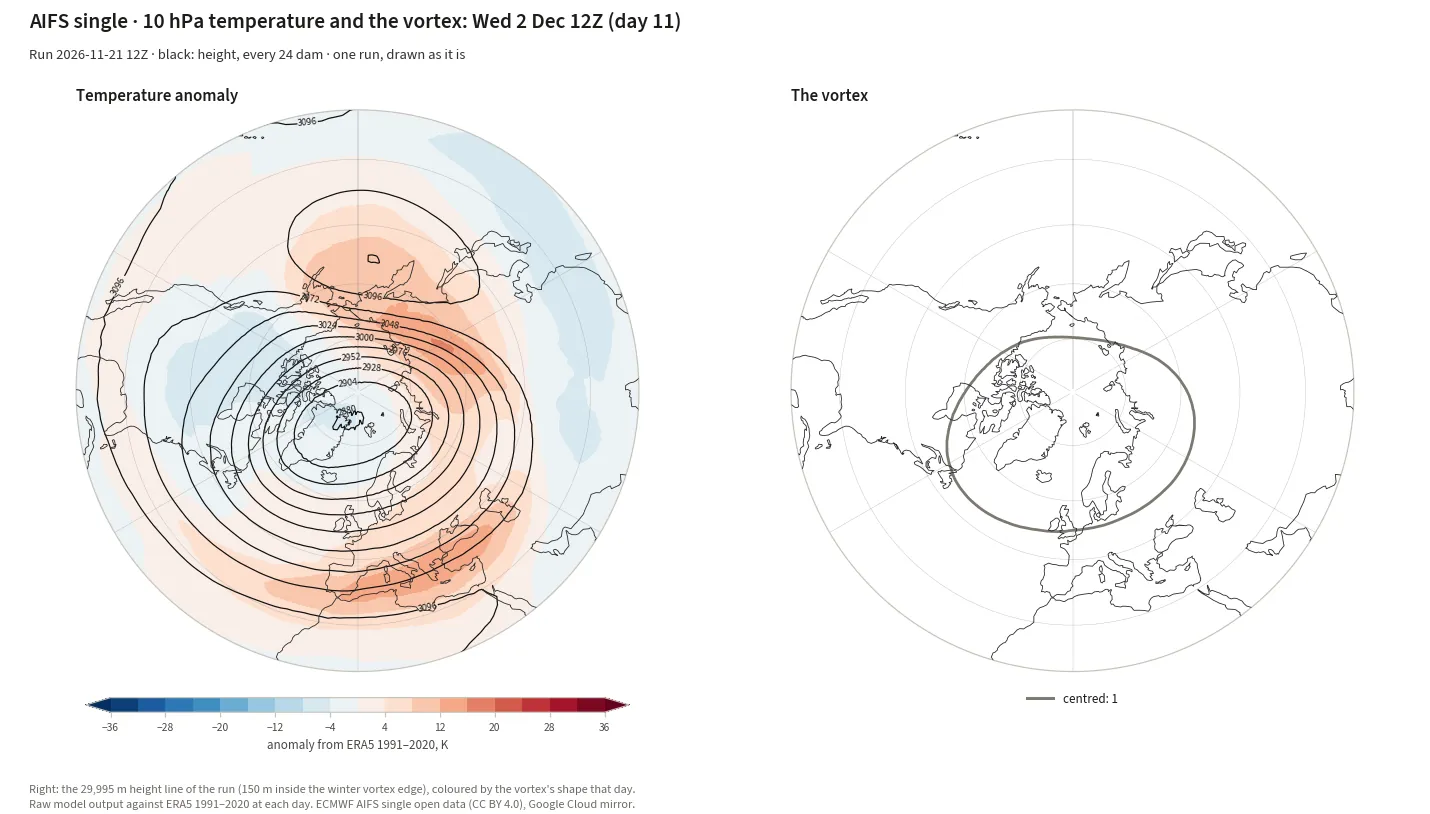 AIFS single · 10 hPa temperature and the vortex: Wed 2 Dec 12Z (day 11)
Run 2026-11-21 12Z · black: height, every 24 dam · one run, drawn as it is
Temperature anomaly
The vortex
3096
3096
3072
3096
3024
3048
3000
2976
2952
2928
2904
2880
3096
centred: 1
−36 −28 −20 −12 −4 4 12 20 28 36
anomaly from ERA5 1991–2020, K
Right: the 29,995 m height line of the run (150 m inside the winter vortex edge), coloured by the vortex's shape that day.
Raw model output against ERA5 1991–2020 at each day. ECMWF AIFS single open data (CC BY 4.0), Google Cloud mirror.